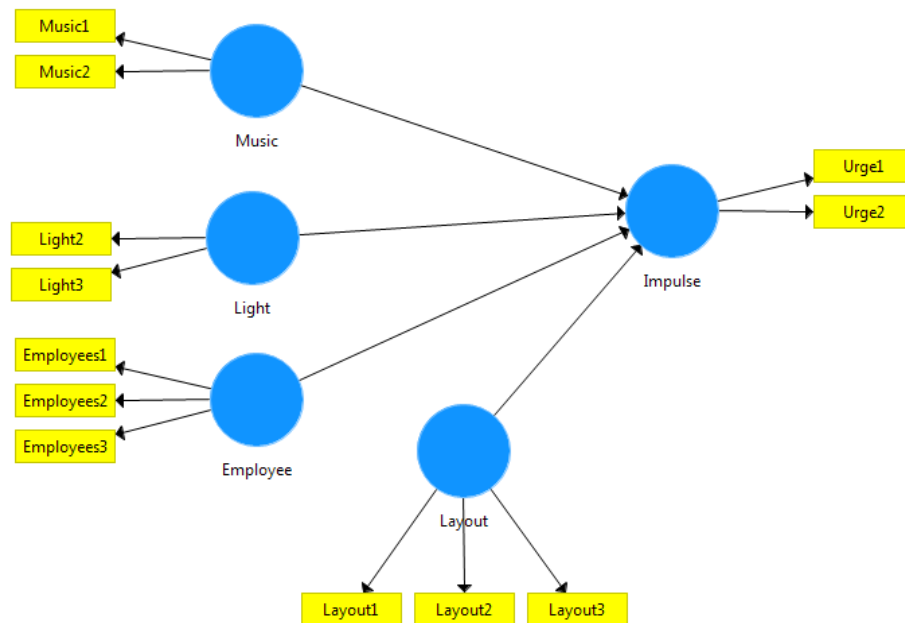 Music1
Music2
Music
Urge1
Urge2
Light2
Light3
Light
Impulse
Employees1
Employees2
Employees3
Employee
Layout
Layout1
Layout2
Layout3